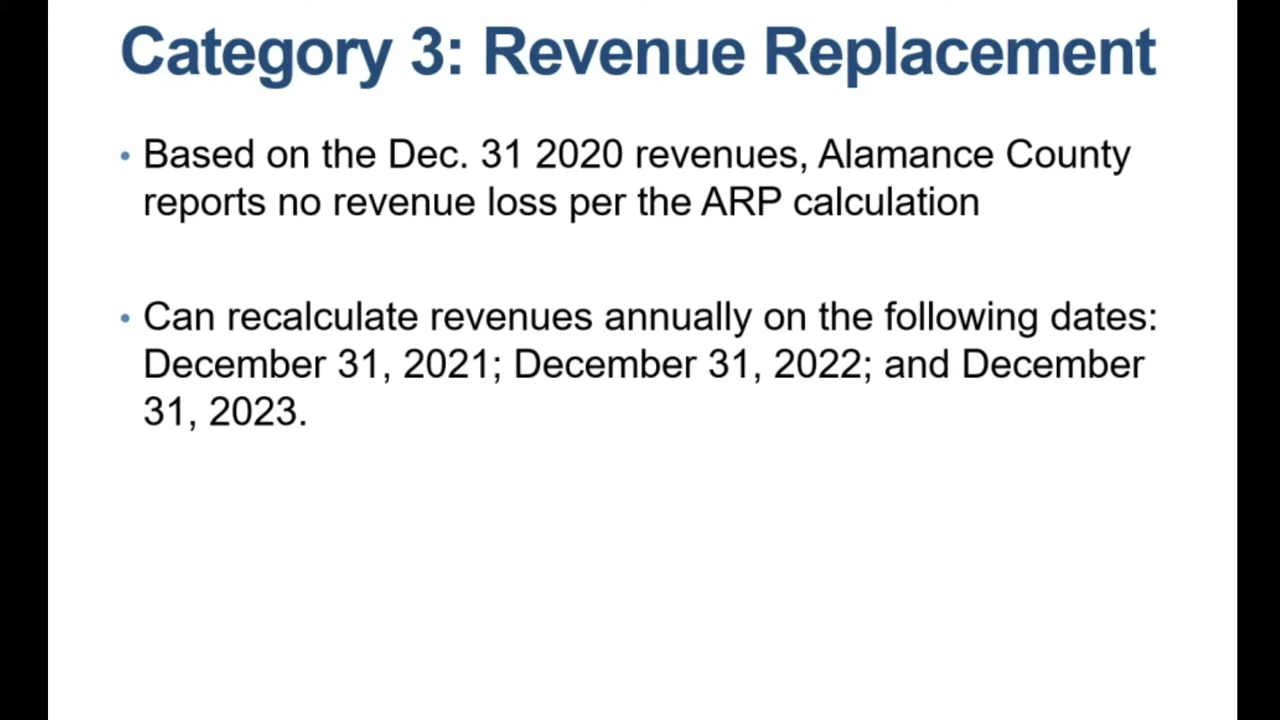 Category 3: Revenue Replacement
• Based on the Dec. 31 2020 revenues, Alamance County
reports no revenue loss per the ARP calculation
• Can recalculate revenues annually on the following dates:
December 31, 2021; December 31, 2022; and December
31, 2023.